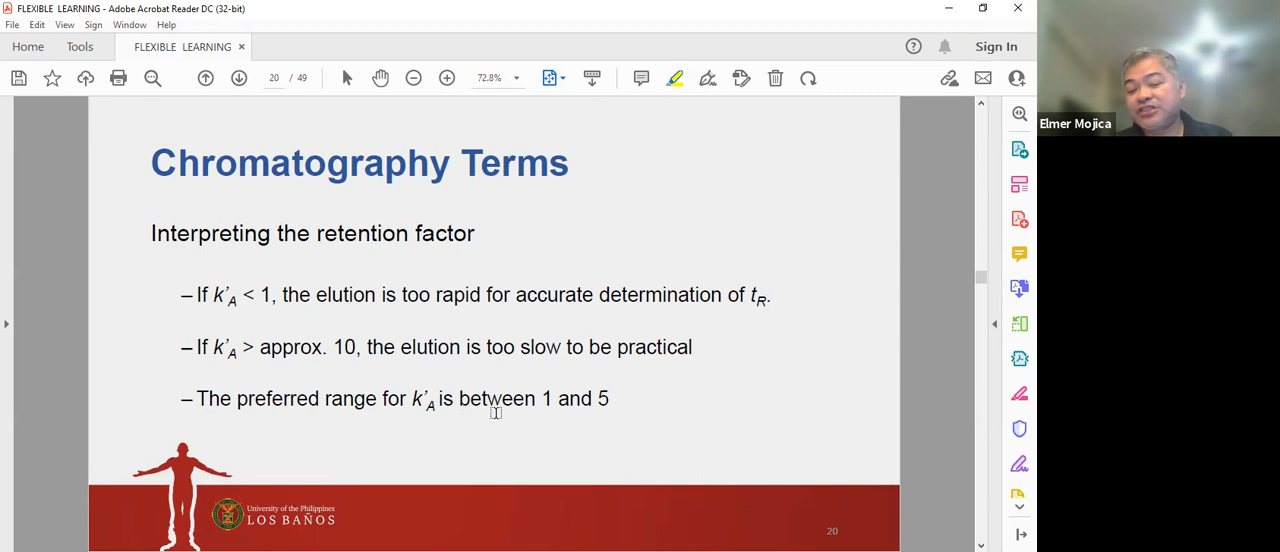 FLEXIBLE LEARNING - Adobe Acrobat Reader DC (32-bit)
File Edit View Sign Window Help
Home Tools FLEXIBLE LEARNING × Sign In
20 / 49 72.8%
Elmer Mojica
Chromatography Terms
Interpreting the retention factor
– If k’A < 1, the elution is too rapid for accurate determination of tR.
– If k’A > approx. 10, the elution is too slow to be practical
– The preferred range for k’A is between 1 and 5
University of the Philippines
LOS BAÑOS
20